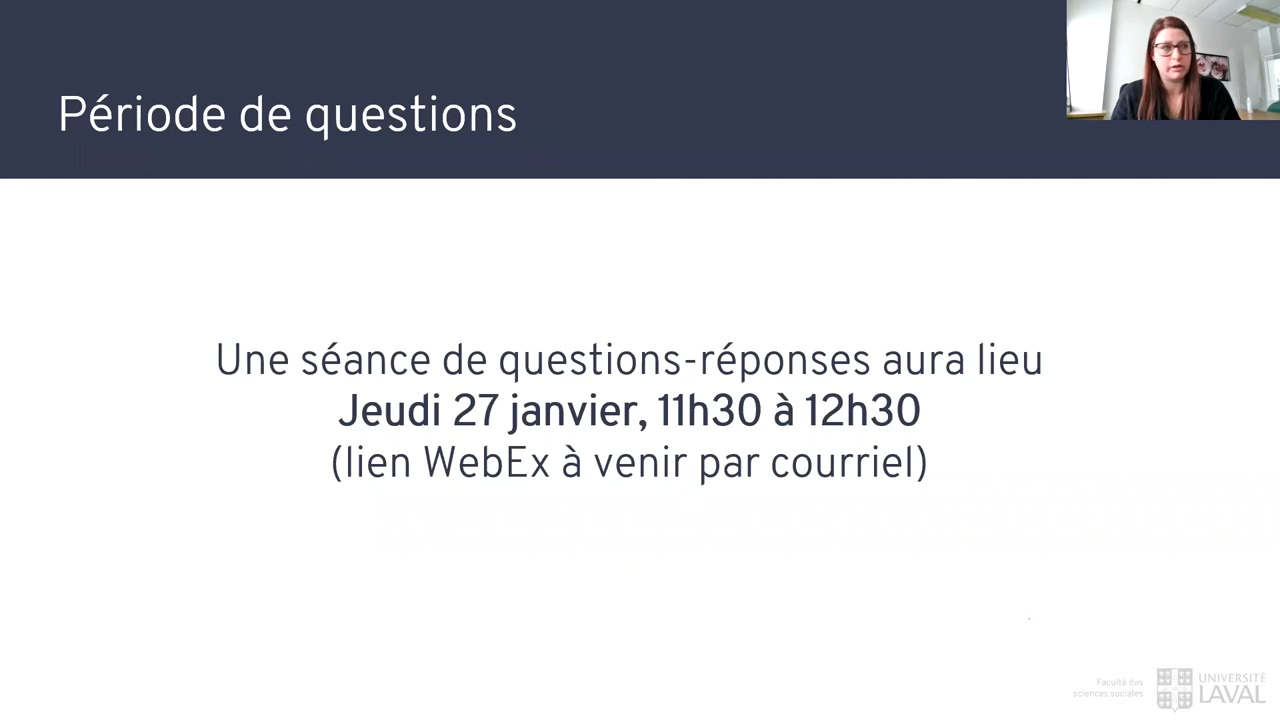 Période de questions
Une séance de questions-réponses aura lieu
Jeudi 27 janvier, 11h30 à 12h30
(lien WebEx à venir par courriel)
Faculté des
sciences sociales
UNIVERSITÉ
LAVAL